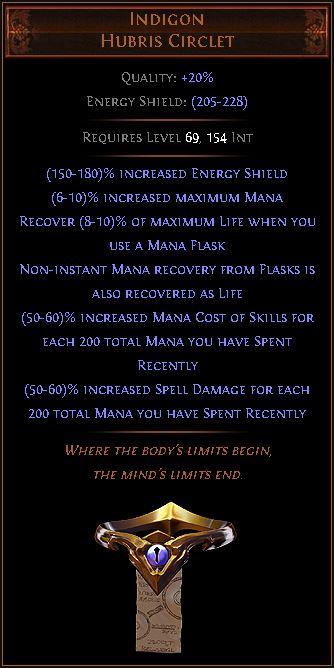 Indigon
Hubris Circlet
Quality: +20%
Energy Shield: (205-228)
Requires Level 69, 154 Int
(150-180)% increased Energy Shield
(6-10)% increased maximum Mana
Recover (8-10)% of maximum Life when you
use a Mana Flask
Non-instant Mana recovery from Flasks is
also recovered as Life
(50-60)% increased Mana Cost of Skills for
each 200 total Mana you have Spent
Recently
(50-60)% increased Spell Damage for each
200 total Mana you have Spent Recently
Where the body's limits begin,
the mind's limits end.